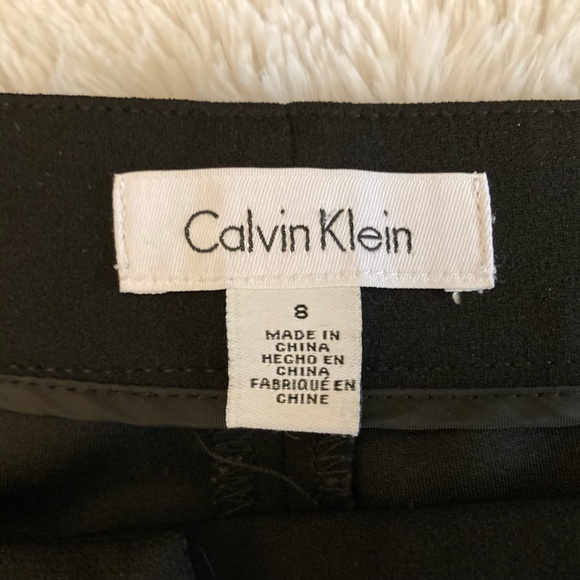 Calvin Klein
8
MADE IN
CHINA
HECHO EN
CHINA
FABRIQUÉ EN
CHINE